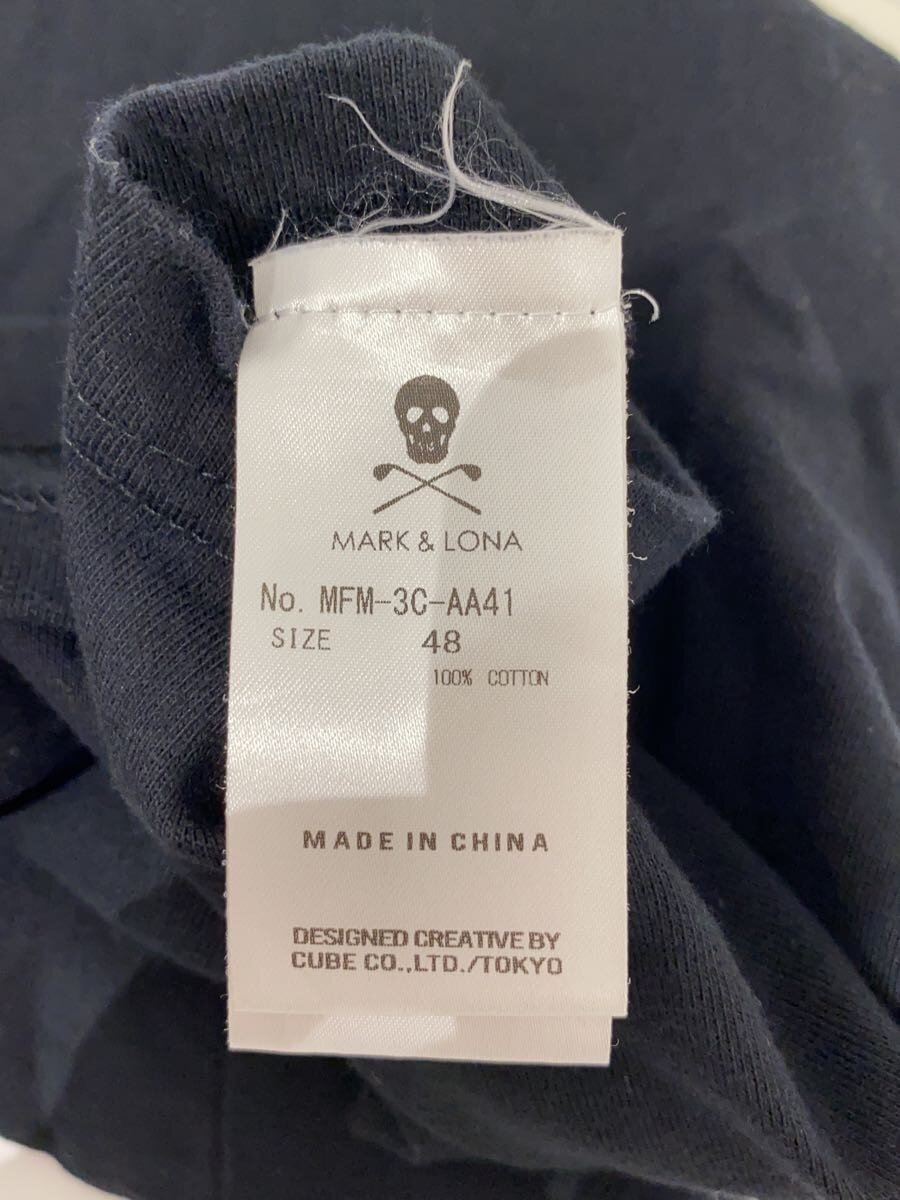 MARK & LONA
No. MFM-3C-AA41
SIZE 48
100% COTTON
MADE IN CHINA
DESIGNED CREATIVE BY
CUBE CO.,LTD./TOKYO